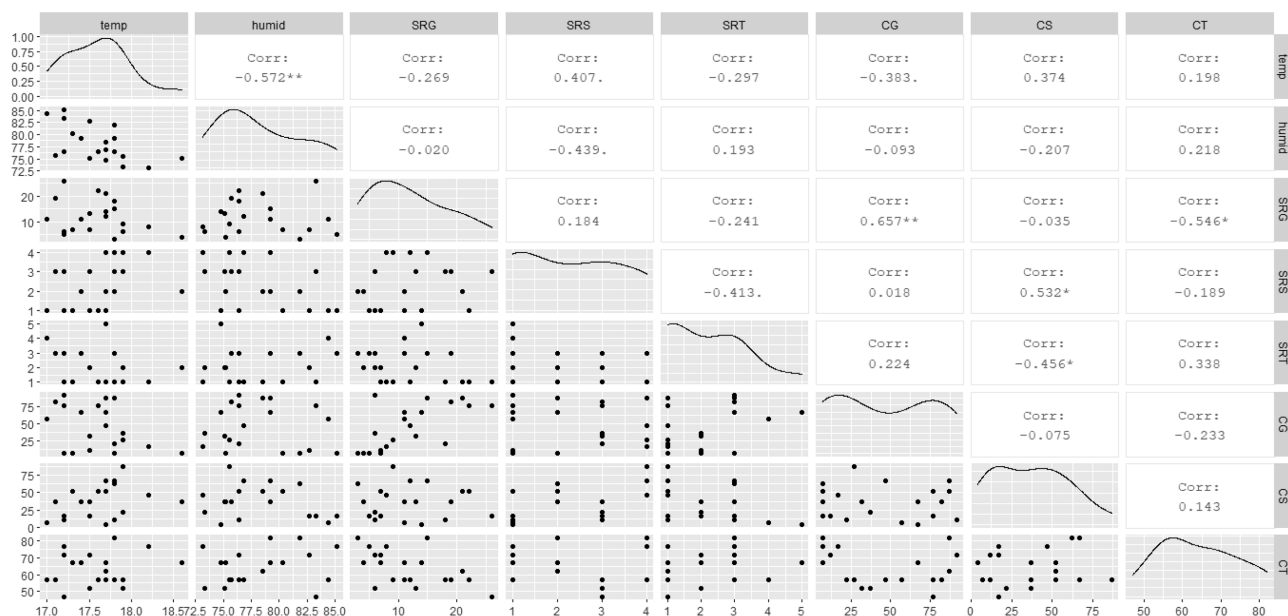 temp humid SRG SRS SRT CG CS CT
1.00
0.75
0.50
0.25
0.00
Corr: Corr: Corr: Corr: Corr: Corr: Corr:
-0.572** -0.269 0.407. -0.297 -0.383. 0.374 0.198
temp
85.0
82.5
80.0
77.5
75.0
72.5
Corr: Corr: Corr: Corr: Corr: Corr:
-0.020 -0.439. 0.193 -0.093 -0.207 0.218
humid
20
10
Corr: Corr: Corr: Corr: Corr:
0.184 -0.241 0.657** -0.035 -0.546*
SRG
4
3
2
1
Corr: Corr: Corr: Corr:
-0.413. 0.018 0.532* -0.189
SRS
5
4
3
2
1
Corr: Corr: Corr:
0.224 -0.456* 0.338
SRT
75
50
25
Corr: Corr:
-0.075 -0.233
CG
75
50
25
0
Corr:
0.143
CS
80
70
60
50
CT
17.0 17.5 18.0 18.5 72.5 75.0 77.5 80.0 82.5 85.0 10 20 1 2 3 4 1 2 3 4 5 25 50 75 0 25 50 75 50 60 70 80